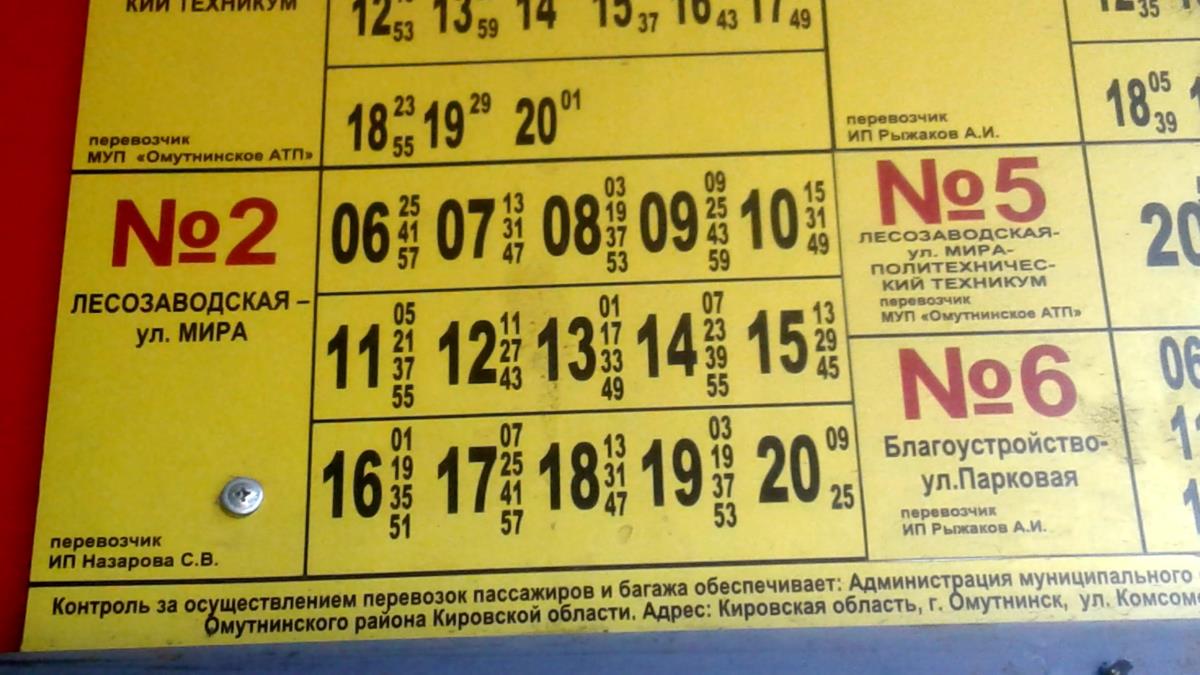 КИЙ ТЕХНИКУМ
12 53 13 59 14 15 37 16 43 17 49
18 23 55 19 29 20 01
перевозчик
МУП «Омутнинское АТП»
№2
ЛЕСОЗАВОДСКАЯ –
ул. МИРА
перевозчик
ИП Назарова С.В.
06 25 41 57 07 13 31 47 08 03 19 37 53 09 09 25 43 59 10 15 31 49
11 05 21 37 55 12 11 27 43 13 01 17 33 49 14 07 23 39 55 15 13 29 45
16 01 19 35 51 17 07 25 41 57 18 13 31 47 19 03 19 37 53 20 09 25
35
перевозчик
ИП Рыжаков А.И.
18 05 39
№5
ЛЕСОЗАВОДСКАЯ-
ул. МИРА-
ПОЛИТЕХНИЧЕС-
КИЙ ТЕХНИКУМ
перевозчик
МУП «Омутнинское АТП»
20
№6
Благоустройство-
ул.Парковая
перевозчик
ИП Рыжаков А.И.
06
Контроль за осуществлением перевозок пассажиров и багажа обеспечивает: Администрация муниципального
Омутнинского района Кировской области. Адрес: Кировская область, г. Омутнинск, ул. Комсом